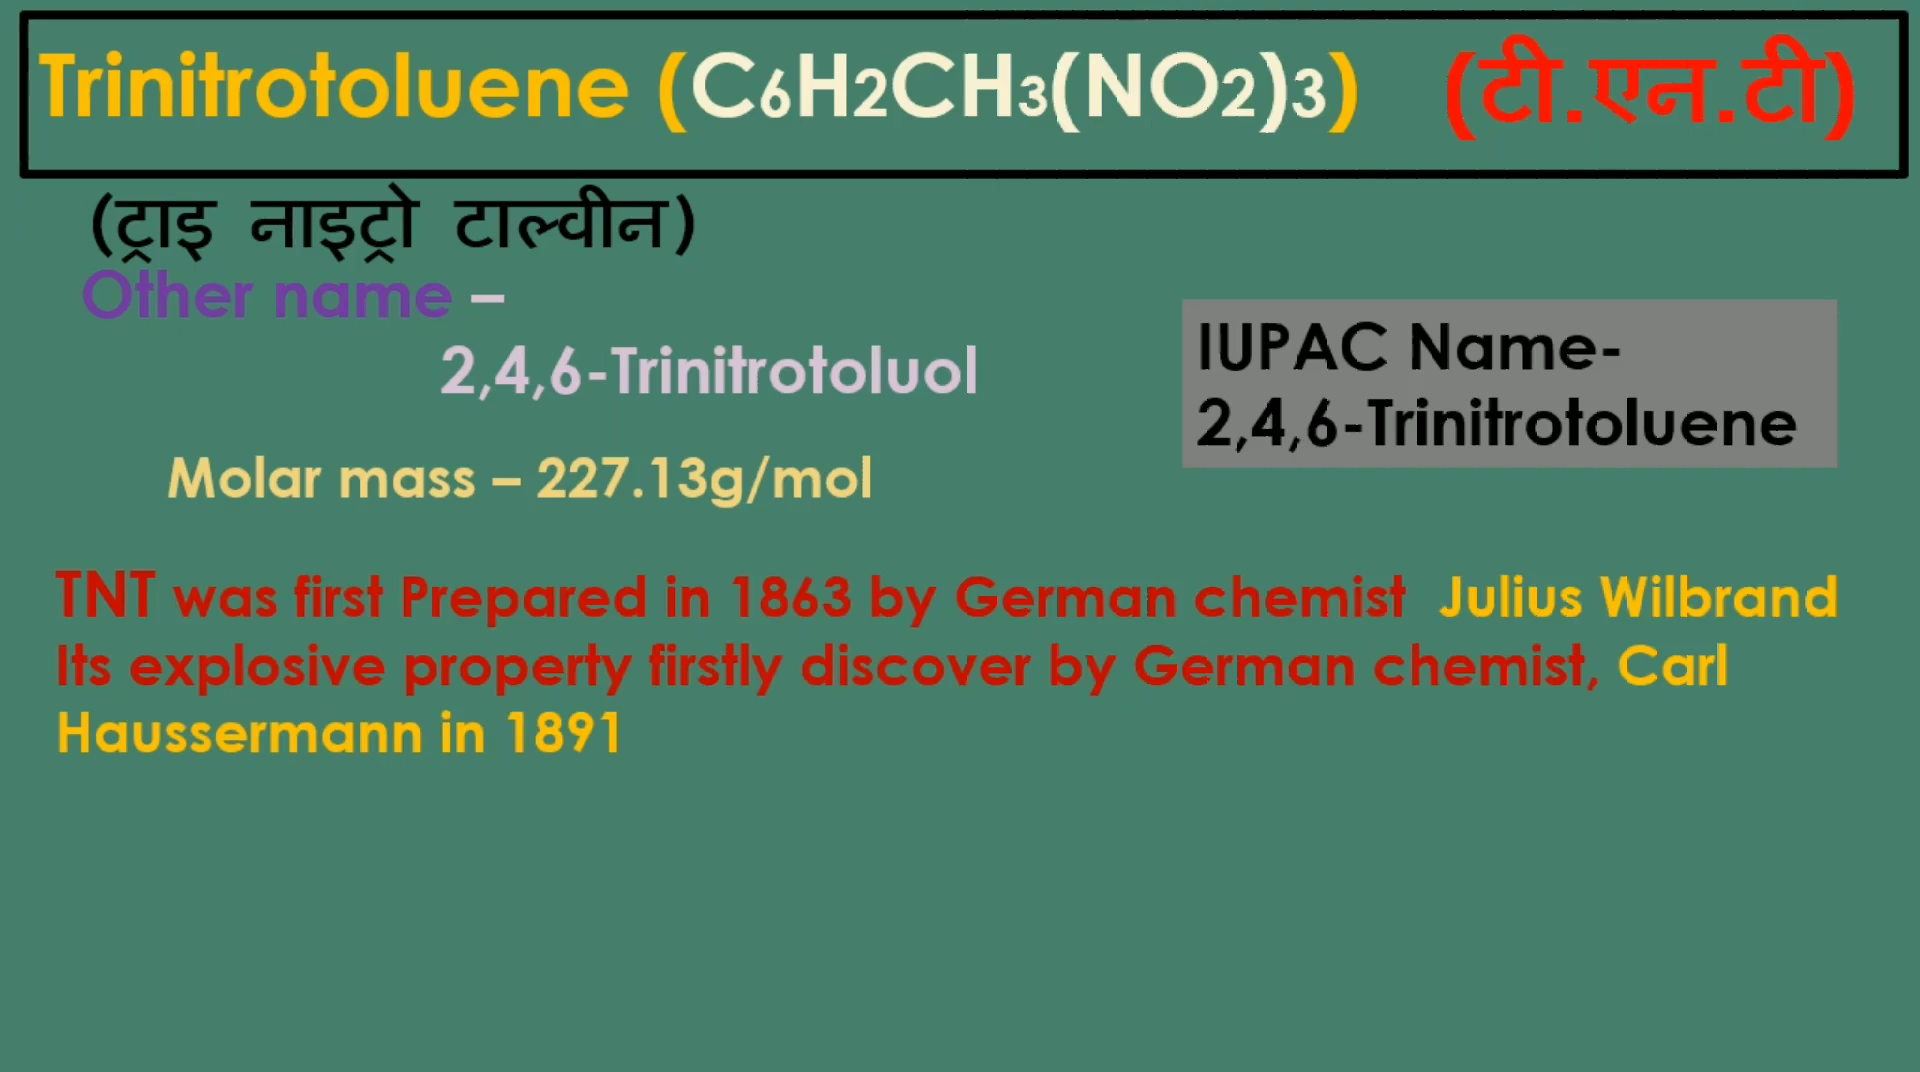 Trinitrotoluene (C6H2CH3(NO2)3) (टी.एन.टी)
(ट्राइ नाइट्रो टाल्वीन)
Other name –
2,4,6-Trinitrotoluol
IUPAC Name-
2,4,6-Trinitrotoluene
Molar mass – 227.13g/mol
TNT was first Prepared in 1863 by German chemist Julius Wilbrand
Its explosive property firstly discover by German chemist, Carl
Haussermann in 1891